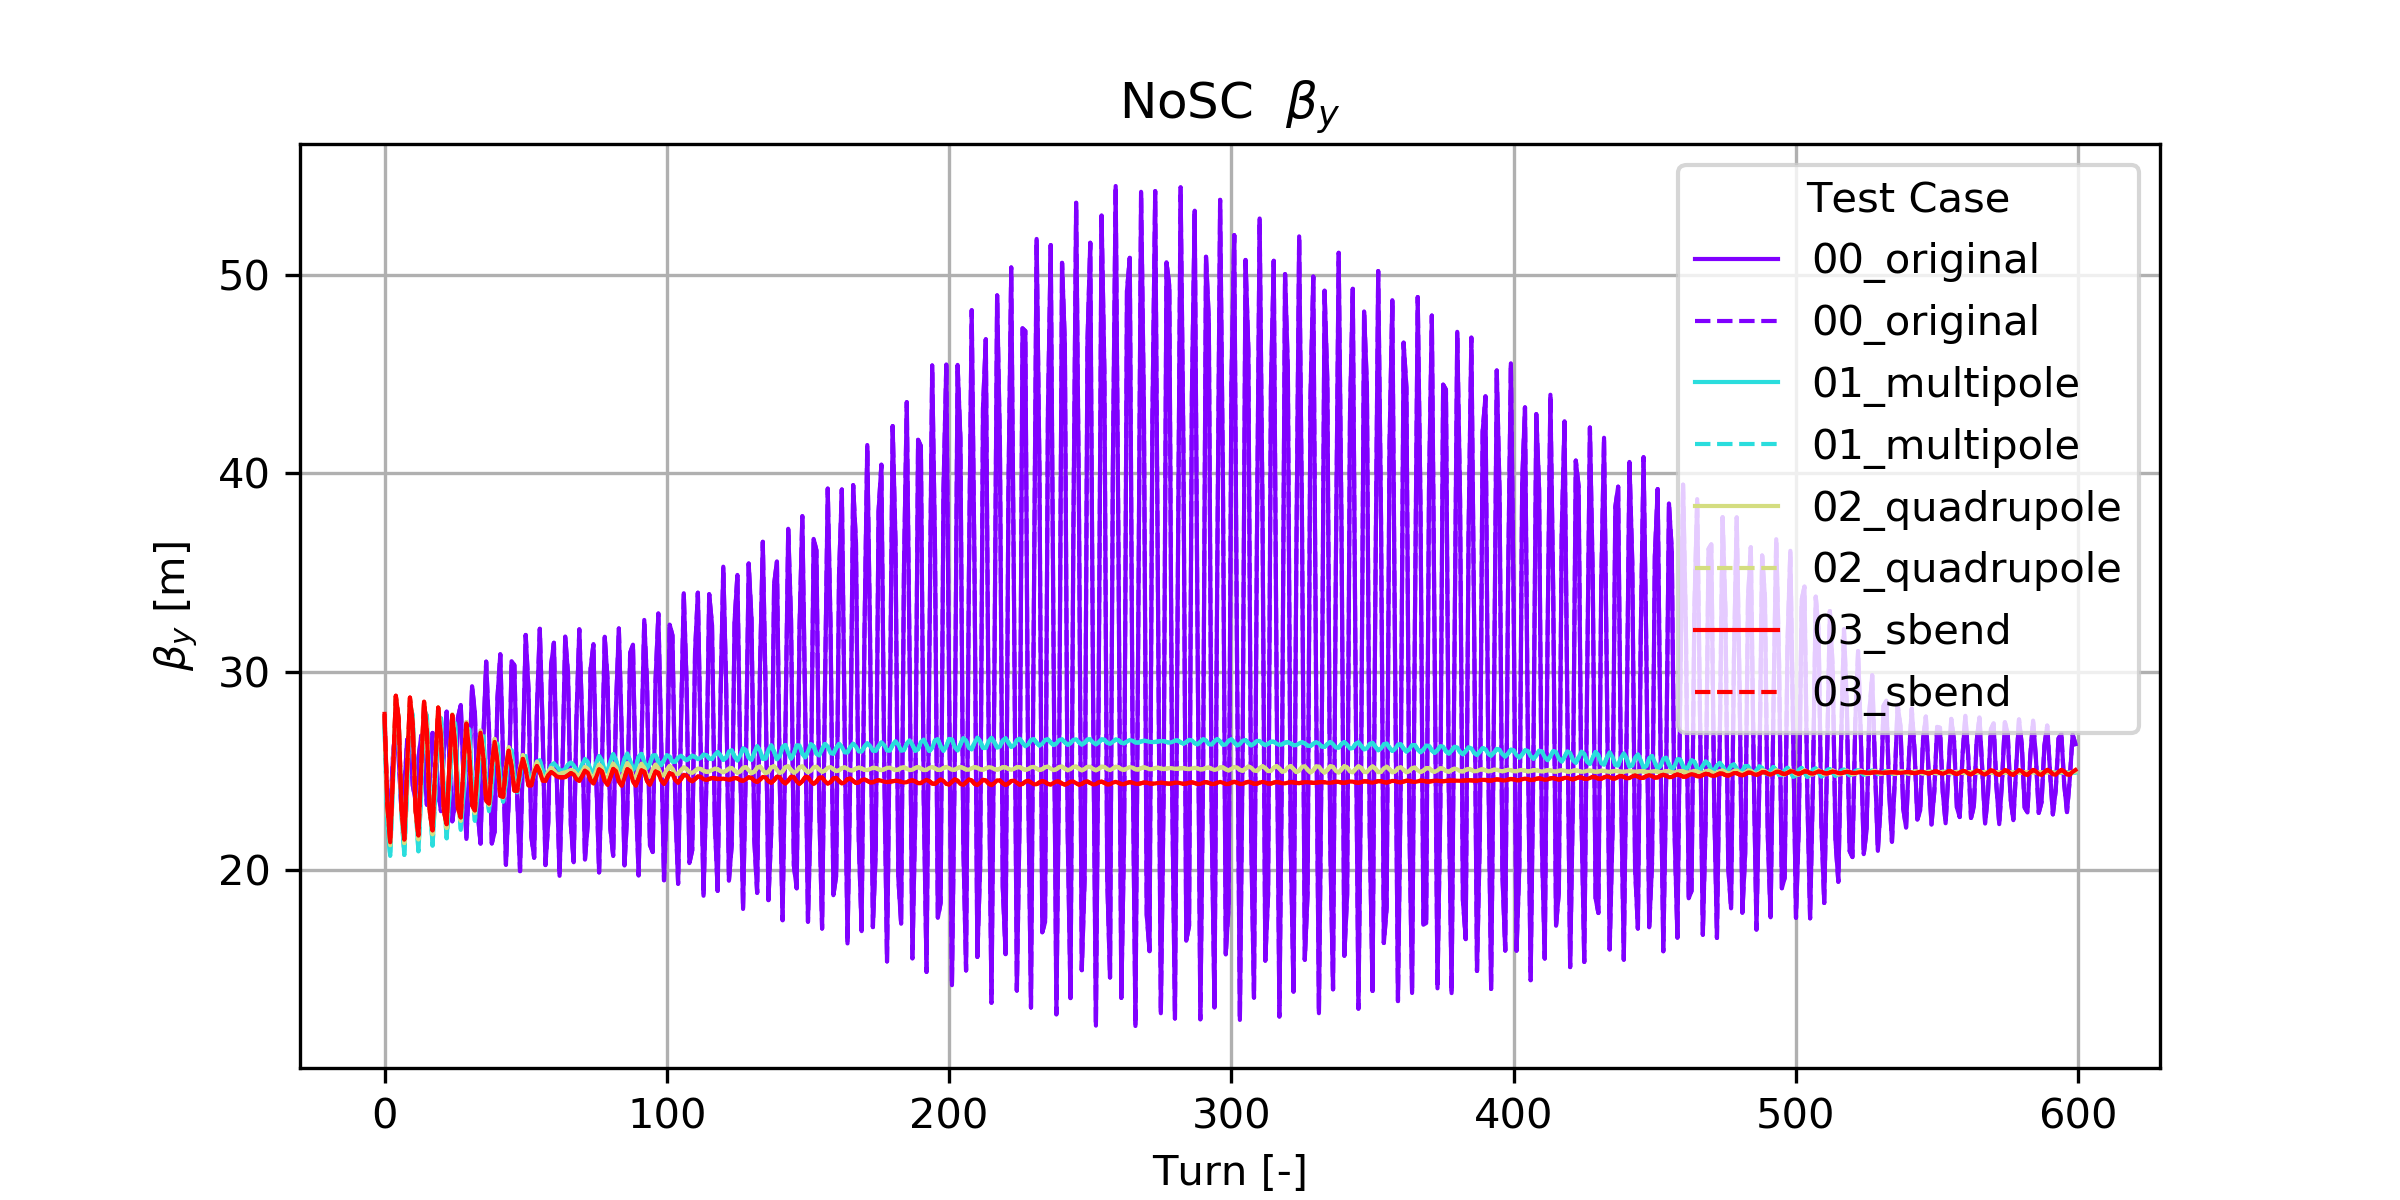 NoSC βy
50
40
30
20
βy [m]
0 100 200 300 400 500 600
Turn [-]
Test Case
00_original
00_original
01_multipole
01_multipole
02_quadrupole
02_quadrupole
03_sbend
03_sbend